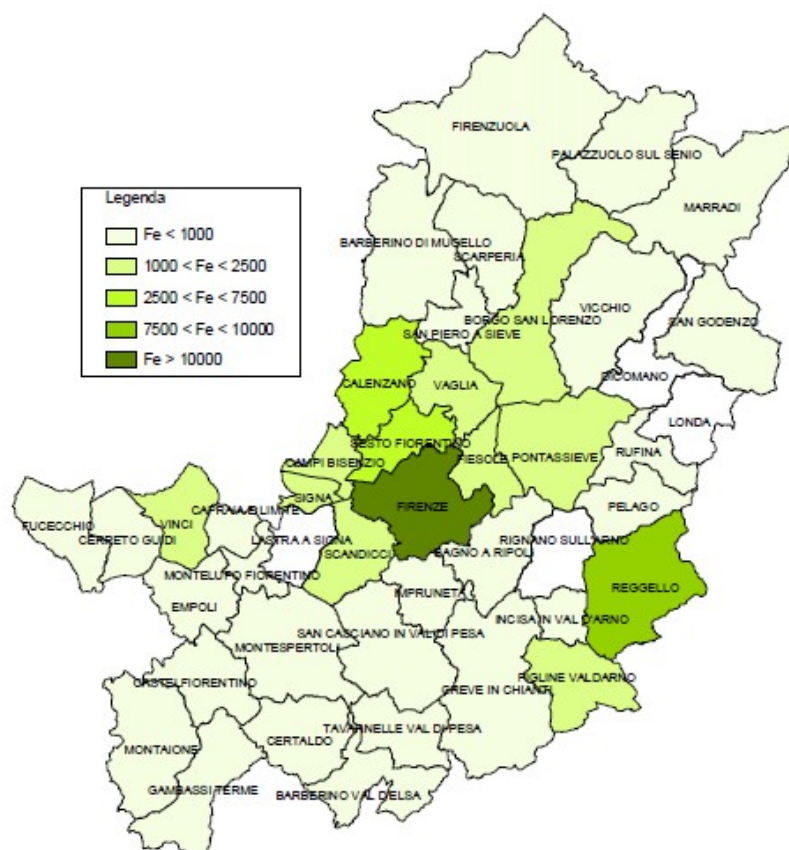 FIRENZUOLA
PALAZZUOLO SUL SENIO
MARRADI
Legenda
Fe < 1000
1000 < Fe < 2500
2500 < Fe < 7500
7500 < Fe < 10000
Fe > 10000
BARBERINO DI MUGELLO
SCARPERIA
VICCHIO
SAN GODENZO
BORGO SAN LORENZO
SAN PIERO A SIEVE
DICOMANO
CALENZANO
VAGLIA
LONDA
SESTO FIORENTINO
RUFINA
FIESOLE
PONTASSIEVE
CAMPI BISENZIO
SIGNA
FIRENZE
PELAGO
FUCECCHIO
VINCI
CAPRAIA E LIMITE
CERRETO GUIDI
LASTRA A SIGNA
SCANDICCI
BAGNO A RIPOLI
RIGNANO SULL'ARNO
MONTELUPO FIORENTINO
REGGELLO
IMPRUNETA
EMPOLI
INCISA IN VAL D'ARNO
SAN CASCIANO IN VAL DI PESA
MONTESPERTOLI
FIGLINE VALDARNO
CASTELFIORENTINO
GREVE IN CHIANTI
TAVARNELLE VAL DI PESA
CERTALDO
MONTAIONE
GAMBASSI TERME
BARBERINO VAL D'ELSA